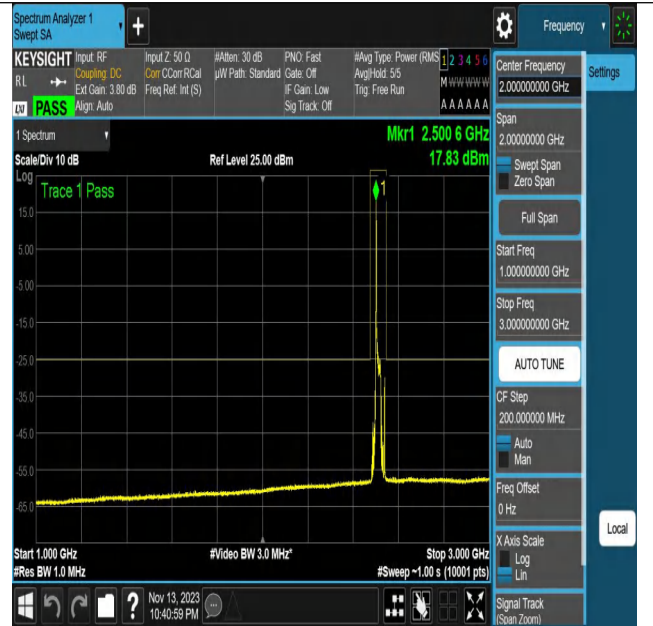 Spectrum Analyzer 1
Swept SA
+
Frequency
KEYSIGHT
RL
LXI PASS
Input: RF
Coupling: DC
Ext Gain: 3.80 dB
Align: Auto
Input Z: 50 Ω
Corr CCorr RCal
Freq Ref: Int (S)
#Atten: 30 dB
µW Path: Standard
PNO: Fast
Gate: Off
IF Gain: Low
Sig Track: Off
#Avg Type: Power (RMS
Avg|Hold: 5/5
Trig: Free Run
1 2 3 4 5 6
M W W W W W
A A A A A A
1 Spectrum
Mkr1 2.500 6 GHz
Scale/Div 10 dB
Ref Level 25.00 dBm
17.83 dBm
Log
Trace 1 Pass
1
15.0
5.00
-5.00
-15.0
-25.0
-35.0
-45.0
-55.0
-65.0
Start 1.000 GHz
#Video BW 3.0 MHz*
Stop 3.000 GHz
#Res BW 1.0 MHz
#Sweep ~1.00 s (10001 pts)
?
Nov 13, 2023
10:40:59 PM
Center Frequency
2.000000000 GHz
Settings
Span
2.00000000 GHz
Swept Span
Zero Span
Full Span
Start Freq
1.000000000 GHz
Stop Freq
3.000000000 GHz
AUTO TUNE
CF Step
200.000000 MHz
Auto
Man
Freq Offset
0 Hz
Local
X Axis Scale
Log
Lin
Signal Track
(Span Zoom)